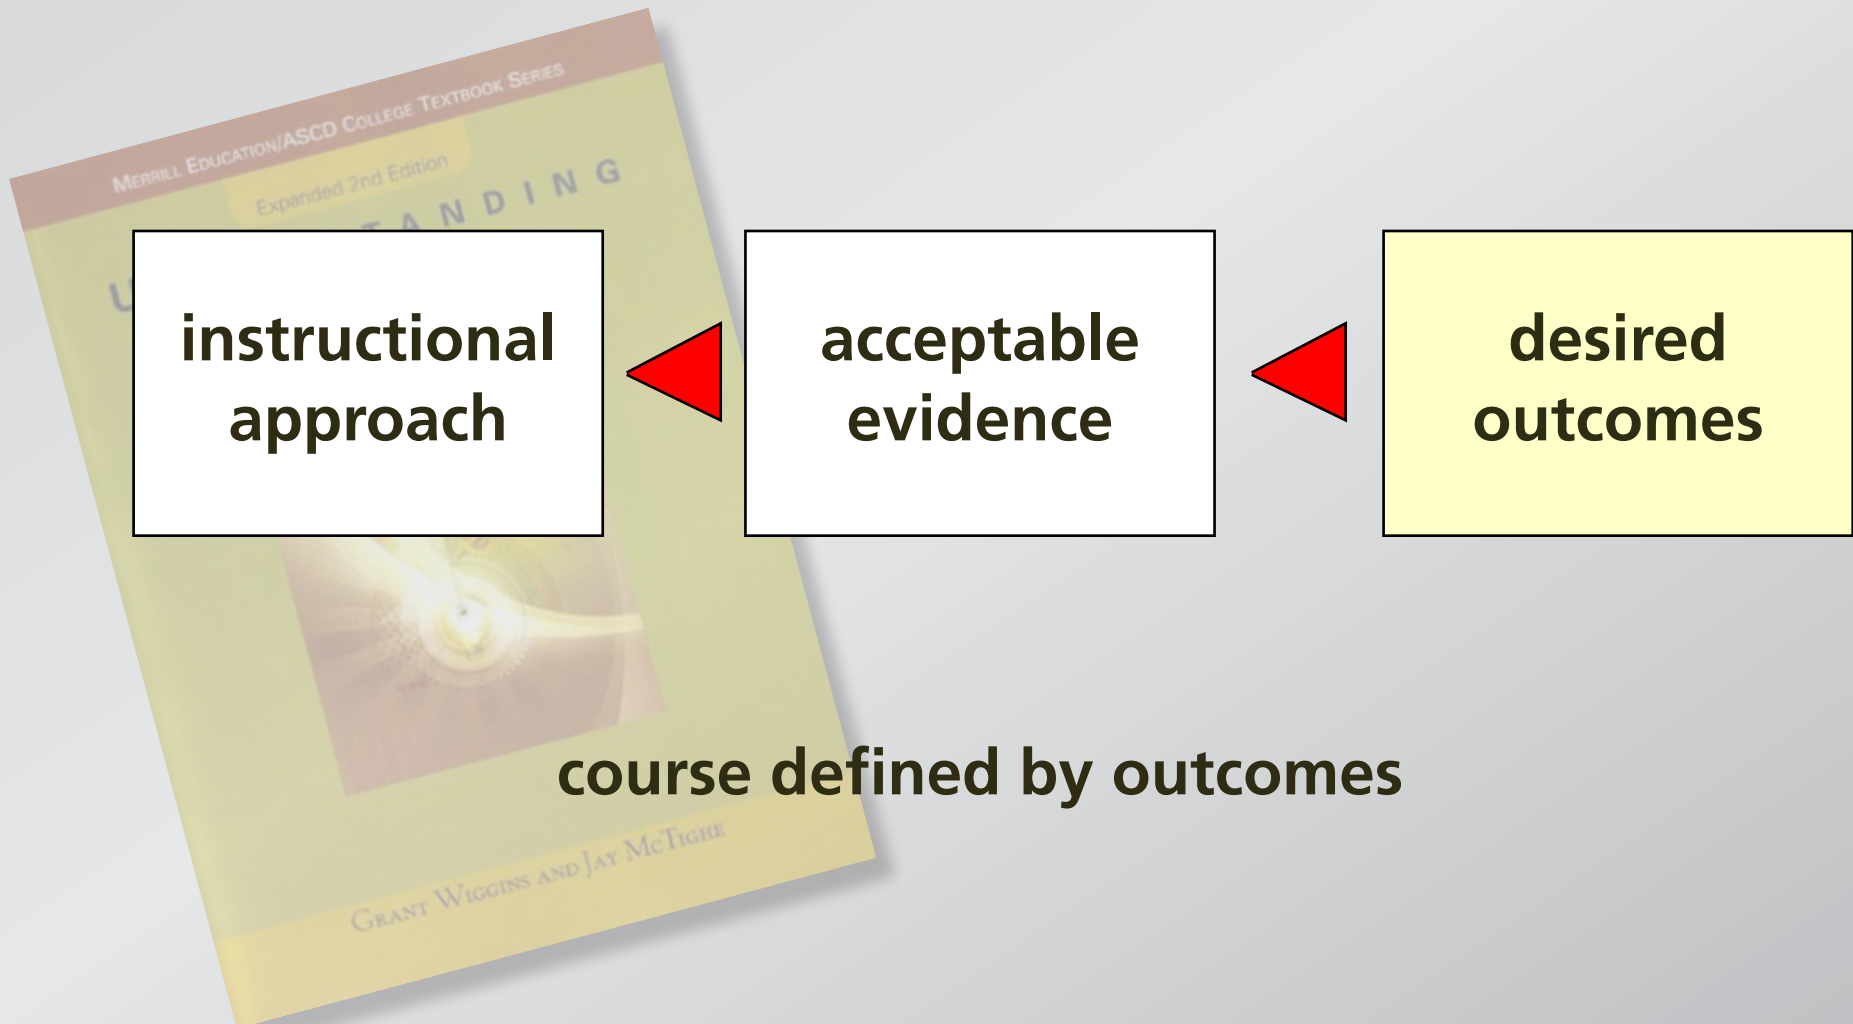 MERRILL EDUCATION/ASCD COLLEGE TEXTBOOK SERIES
Expanded 2nd Edition
instructional
approach
acceptable
evidence
desired
outcomes
course defined by outcomes
GRANT WIGGINS AND JAY MCTIGHE